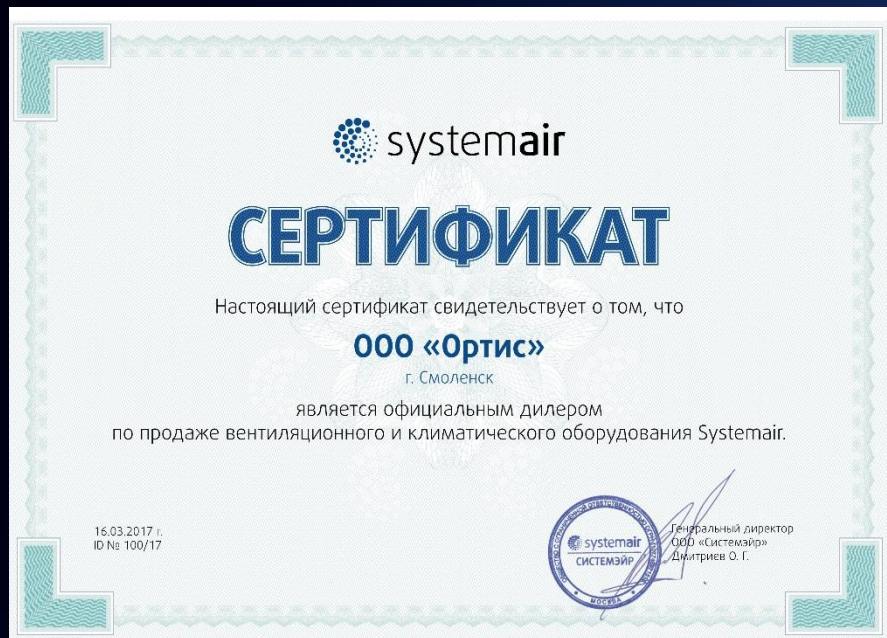 systemair
СЕРТИФИКАТ
Настоящий сертификат свидетельствует о том, что
ООО «Ортис»
г. Смоленск
является официальным дилером
по продаже вентиляционного и климатического оборудования Systemair.
16.03.2017 г.
ID № 100/17
systemair
СИСТЕМЭЙР
МОСКВА
Генеральный директор
ООО «Системэйр»
Дмитриев О. Г.